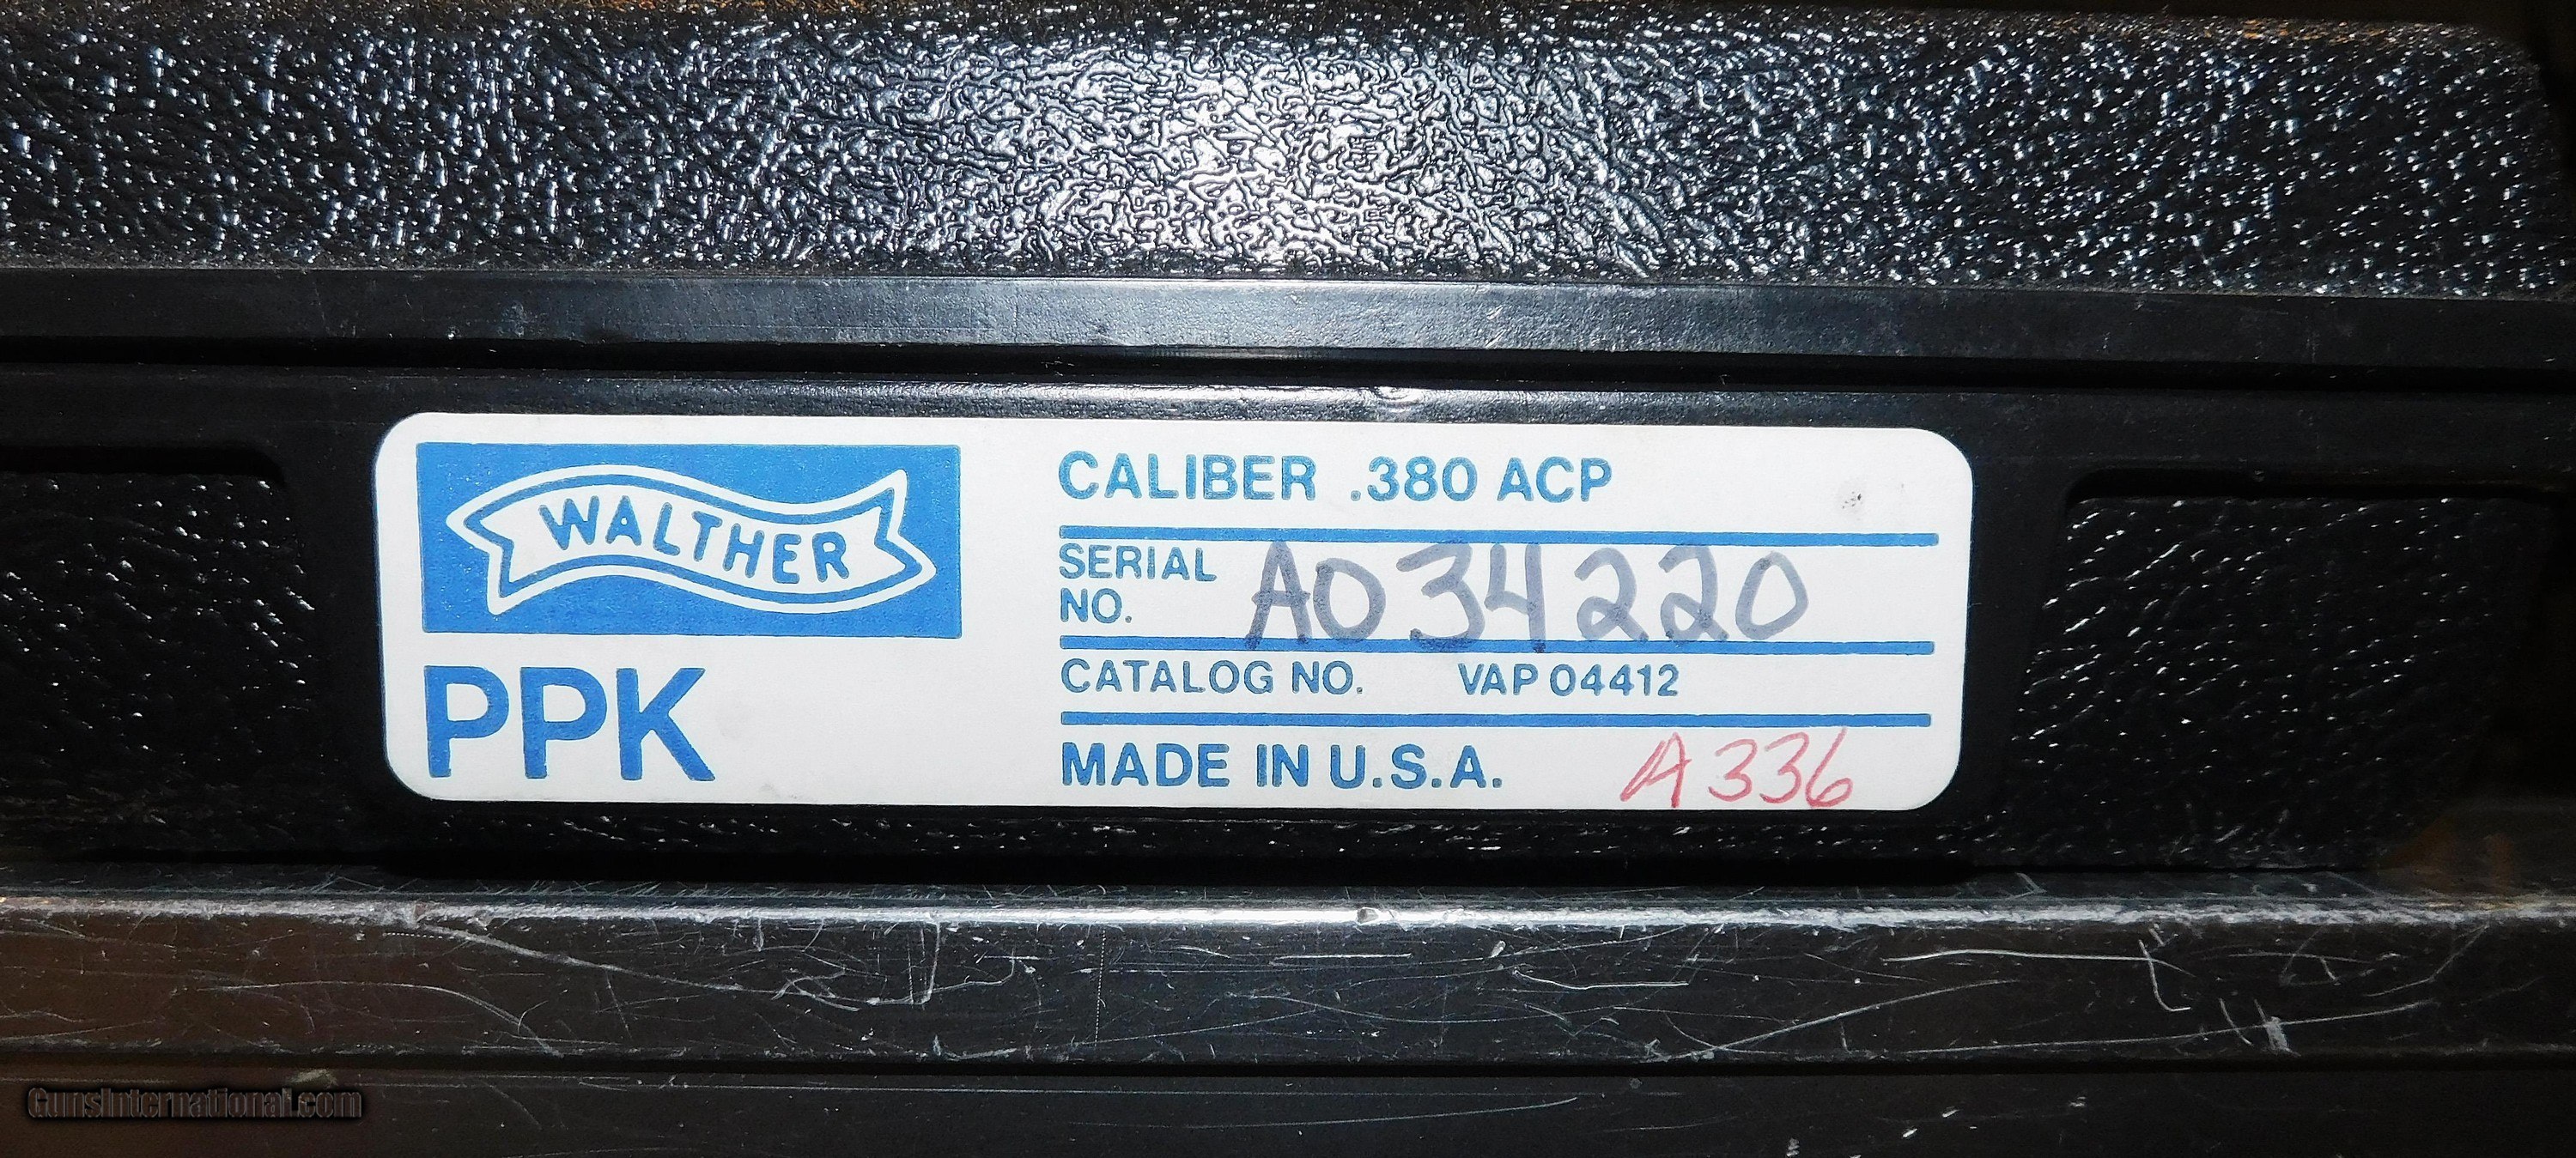 WALTHER
PPK
CALIBER .380 ACP
SERIAL NO. A034220
CATALOG NO. VAP 04412
MADE IN U.S.A. A336
GunsInternational.com